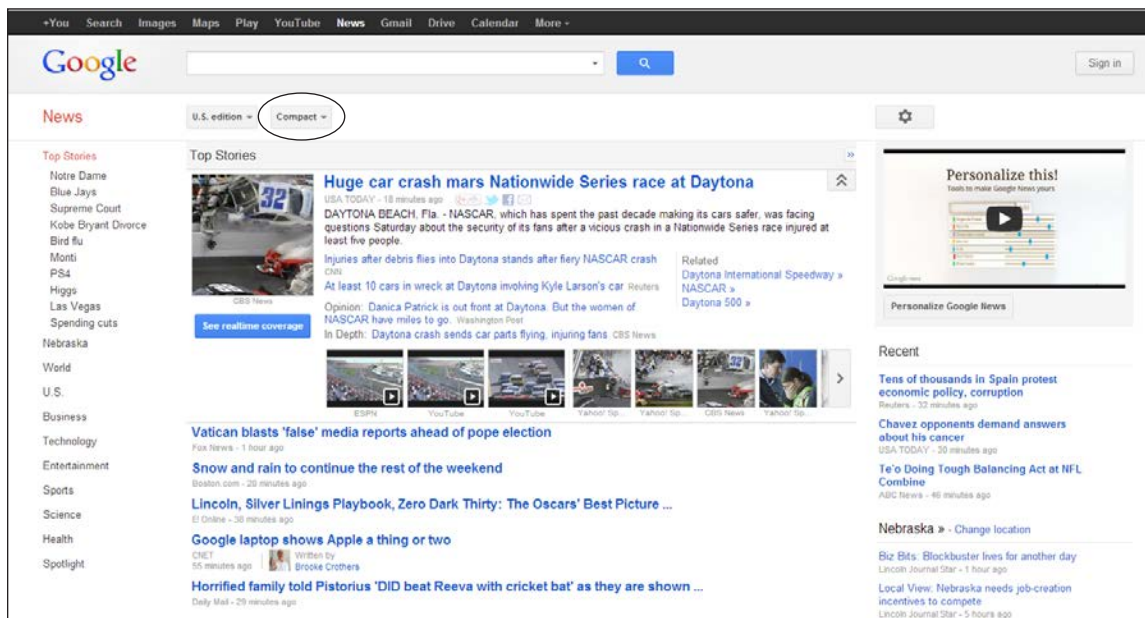 +You Search Images Maps Play YouTube News Gmail Drive Calendar More
Google
Sign in
News
U.S. edition
Compact
Top Stories
Notre Dame
Blue Jays
Supreme Court
Kobe Bryant Divorce
Bird flu
Monti
PS4
Higgs
Las Vegas
Spending cuts
Nebraska
World
U.S.
Business
Technology
Entertainment
Sports
Science
Health
Spotlight
Top Stories
Huge car crash mars Nationwide Series race at Daytona
USA TODAY - 18 minutes ago
DAYTONA BEACH, Fla. - NASCAR, which has spent the past decade making its cars safer, was facing
questions Saturday about the security of its fans after a vicious crash in a Nationwide Series race injured at
least five people.
Injuries after debris flies into Daytona stands after fiery NASCAR crash
CNN
At least 10 cars in wreck at Daytona involving Kyle Larson's car Reuters
Opinion: Danica Patrick is out front at Daytona. But the women of
NASCAR have miles to go. Washington Post
In Depth: Daytona crash sends car parts flying, injuring fans CBS News
Related
Daytona International Speedway »
NASCAR »
Daytona 500 »
32
CBS News
See realtime coverage
ESPN
YouTube
YouTube
Yahoo! Sp...
Yahoo! Sp...
CBS News
Yahoo! Sp...
Vatican blasts 'false' media reports ahead of pope election
Fox News - 1 hour ago
Snow and rain to continue the rest of the weekend
Boston.com - 28 minutes ago
Lincoln, Silver Linings Playbook, Zero Dark Thirty: The Oscars' Best Picture ...
E! Online - 38 minutes ago
Google laptop shows Apple a thing or two
CNET
55 minutes ago
Written by
Brooke Crothers
Horrified family told Pistorius 'DID beat Reeva with cricket bat' as they are shown ...
Daily Mail - 29 minutes ago
Personalize this!
Tools to make Google News yours
Google news
Personalize Google News
Recent
Tens of thousands in Spain protest
economic policy, corruption
Reuters - 32 minutes ago
Chavez opponents demand answers
about his cancer
USA TODAY - 30 minutes ago
Te'o Doing Tough Balancing Act at NFL
Combine
ABC News - 46 minutes ago
Nebraska » - Change location
Biz Bits: Blockbuster lives for another day
Lincoln Journal Star - 1 hour ago
Local View: Nebraska needs job-creation
incentives to compete
Lincoln Journal Star - 5 hours ago